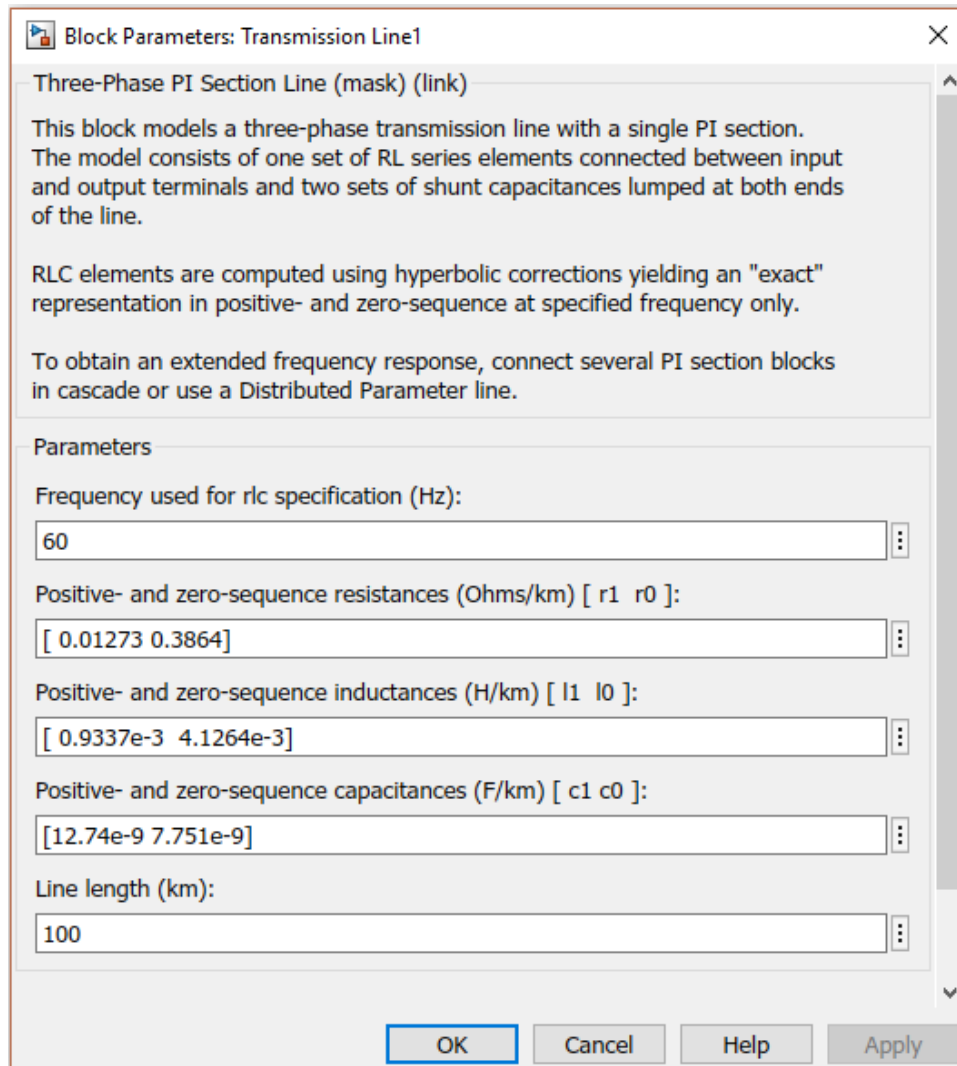 Block Parameters: Transmission Line1
Three-Phase PI Section Line (mask) (link)
This block models a three-phase transmission line with a single PI section.
The model consists of one set of RL series elements connected between input
and output terminals and two sets of shunt capacitances lumped at both ends
of the line.
RLC elements are computed using hyperbolic corrections yielding an "exact"
representation in positive- and zero-sequence at specified frequency only.
To obtain an extended frequency response, connect several PI section blocks
in cascade or use a Distributed Parameter line.
Parameters
Frequency used for rlc specification (Hz):
60
Positive- and zero-sequence resistances (Ohms/km) [ r1  r0 ]:
[ 0.01273 0.3864]
Positive- and zero-sequence inductances (H/km) [ l1  l0 ]:
[ 0.9337e-3  4.1264e-3]
Positive- and zero-sequence capacitances (F/km) [ c1 c0 ]:
[12.74e-9 7.751e-9]
Line length (km):
100
OK Cancel Help Apply